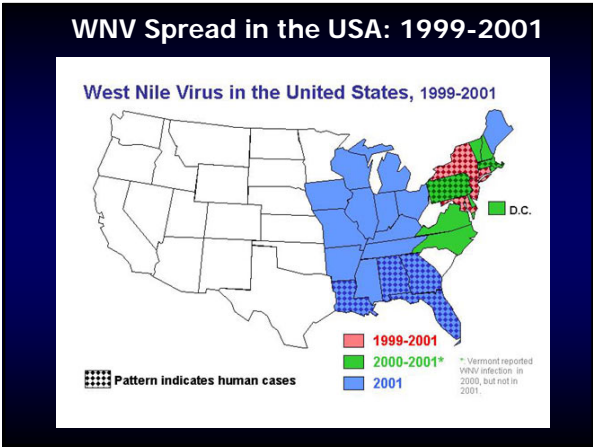 WNV Spread in the USA: 1999-2001
West Nile Virus in the United States, 1999-2001
D.C.
1999-2001
2000-2001*
2001
*: Vermont reported
WNV infection in
2000, but not in
2001.
Pattern indicates human cases